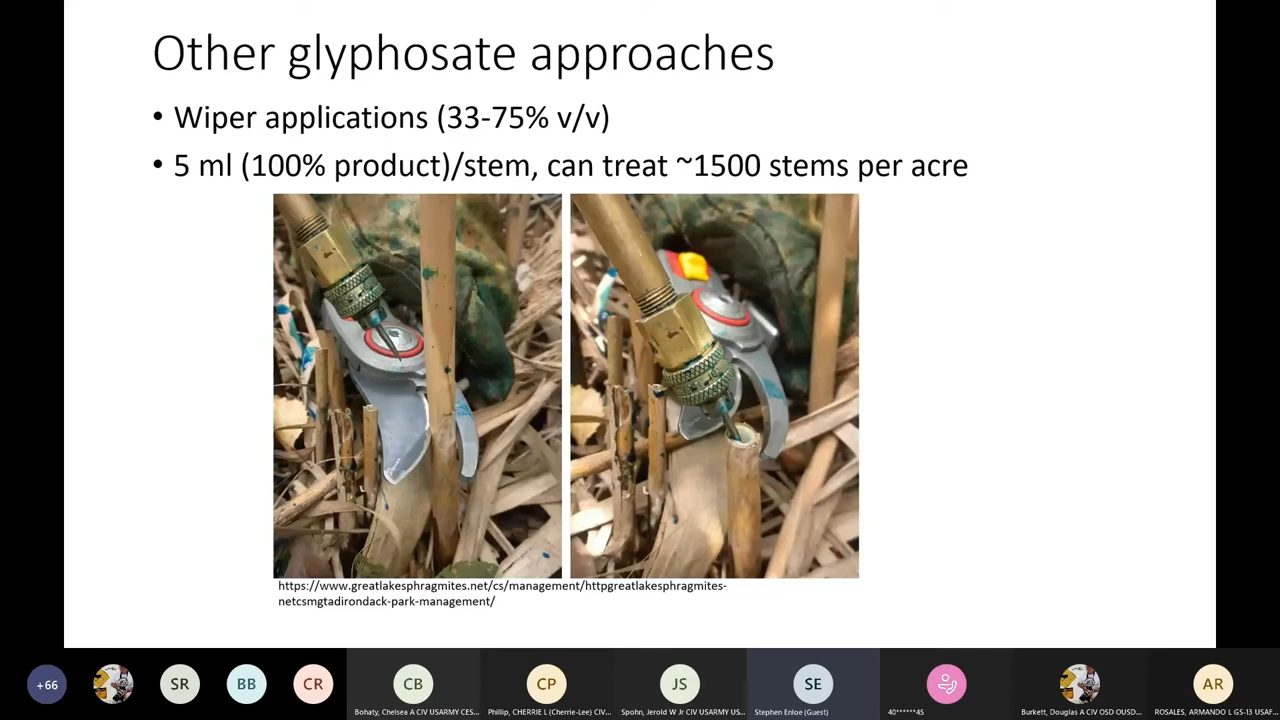 Other glyphosate approaches
• Wiper applications (33-75% v/v)
• 5 ml (100% product)/stem, can treat ~1500 stems per acre
https://www.greatlakesphragmites.net/cs/management/httpgreatlakesphragmites-
netcsmgtadirondack-park-management/
+66
SR
BB
CR
CB
CP
JS
SE
AR
Bohaty, Chelsea A CIV USARMY CES...
Phillip, CHERRIE L (Cherrie-Lee) CIV...
Spohn, Jerold W Jr CIV USARMY US...
Stephen Enloe (Guest)
40******45
Burkett, Douglas A CIV OSD OUSD...
ROSALES, ARMANDO L GS-13 USAF...